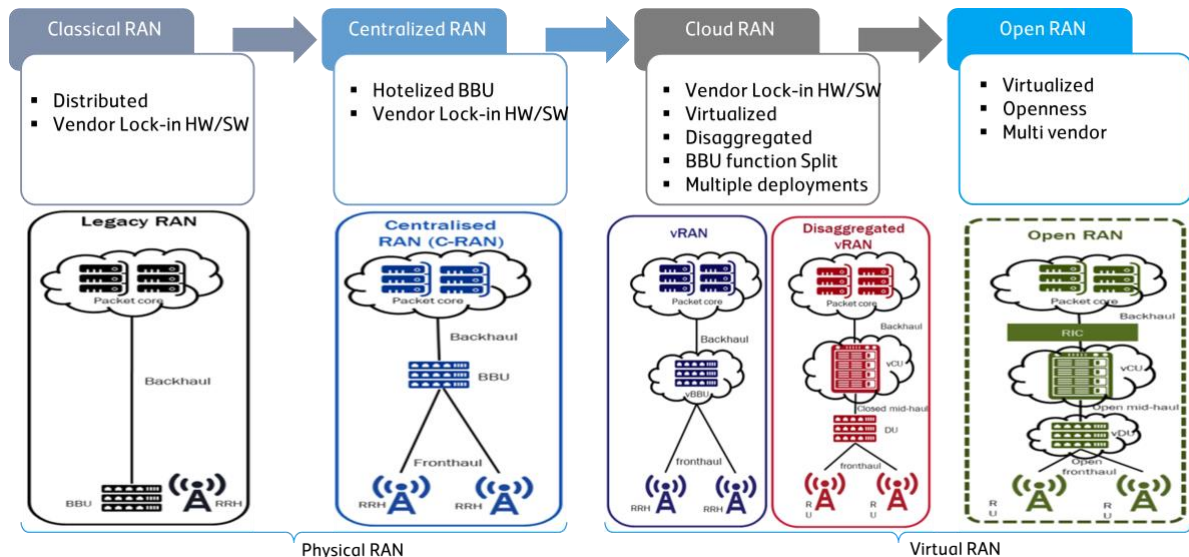 Classical RAN
Centralized RAN
Cloud RAN
Open RAN
▪ Distributed
▪ Vendor Lock-in HW/SW
▪ Hotelized BBU
▪ Vendor Lock-in HW/SW
▪ Vendor Lock-in HW/SW
▪ Virtualized
▪ Disaggregated
▪ BBU function Split
▪ Multiple deployments
▪ Virtualized
▪ Openness
▪ Multi vendor
Legacy RAN
Packet core
Backhaul
BBU
RRH
Centralised
RAN (C-RAN)
Packet core
Backhaul
BBU
Fronthaul
RRH
RRH
vRAN
Packet core
Backhaul
vBBU
fronthaul
RRH
RRH
Disaggregated
vRAN
Packet core
Backhaul
vCU
Closed mid-haul
DU
fronthaul
R
U
R
U
Open RAN
Packet core
Backhaul
RIC
vCU
Open mid-haul
vDU
Open
fronthaul
R
U
R
U
Physical RAN
Virtual RAN